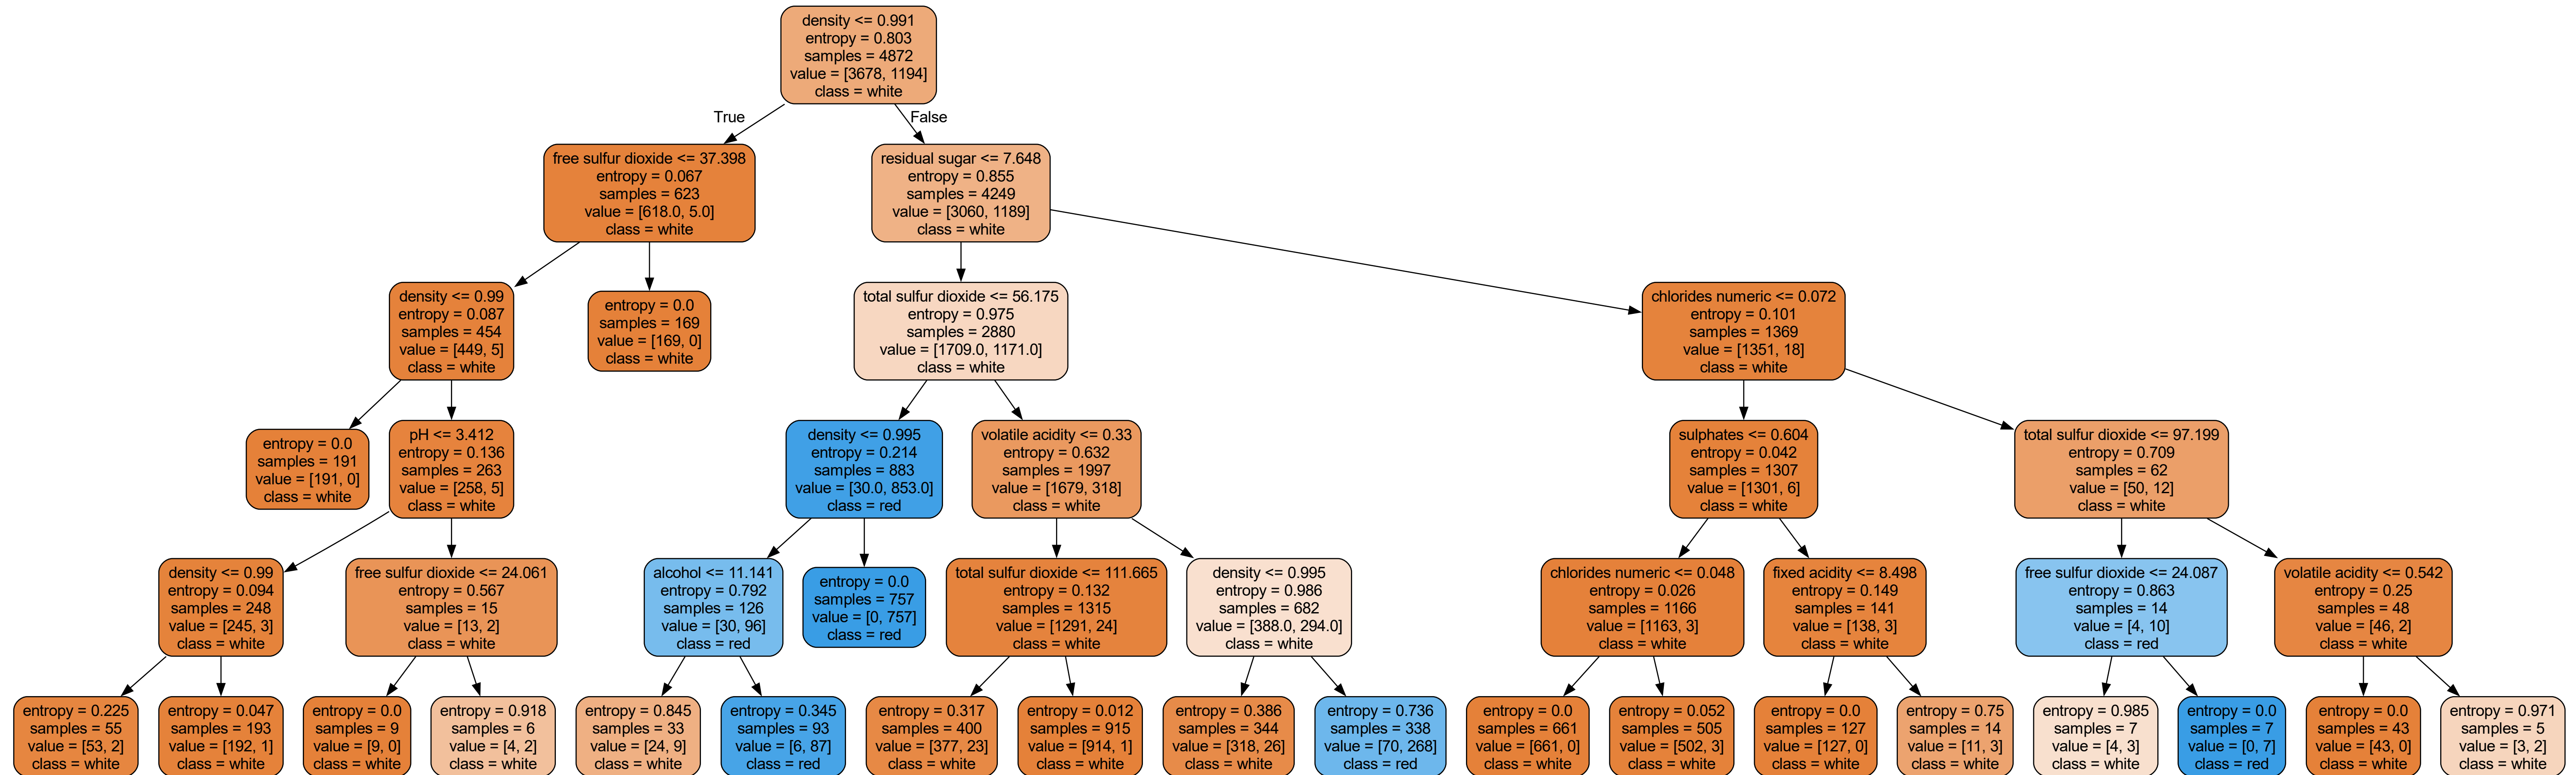 density <= 0.991
entropy = 0.803
samples = 4872
value = [3678, 1194]
class = white
True
False
free sulfur dioxide <= 37.398
entropy = 0.067
samples = 623
value = [618.0, 5.0]
class = white
residual sugar <= 7.648
entropy = 0.855
samples = 4249
value = [3060, 1189]
class = white
density <= 0.99
entropy = 0.087
samples = 454
value = [449, 5]
class = white
entropy = 0.0
samples = 169
value = [169, 0]
class = white
total sulfur dioxide <= 56.175
entropy = 0.975
samples = 2880
value = [1709.0, 1171.0]
class = white
chlorides numeric <= 0.072
entropy = 0.101
samples = 1369
value = [1351, 18]
class = white
entropy = 0.0
samples = 191
value = [191, 0]
class = white
pH <= 3.412
entropy = 0.136
samples = 263
value = [258, 5]
class = white
density <= 0.995
entropy = 0.214
samples = 883
value = [30.0, 853.0]
class = red
volatile acidity <= 0.33
entropy = 0.632
samples = 1997
value = [1679, 318]
class = white
sulphates <= 0.604
entropy = 0.042
samples = 1307
value = [1301, 6]
class = white
total sulfur dioxide <= 97.199
entropy = 0.709
samples = 62
value = [50, 12]
class = white
density <= 0.99
entropy = 0.094
samples = 248
value = [245, 3]
class = white
free sulfur dioxide <= 24.061
entropy = 0.567
samples = 15
value = [13, 2]
class = white
alcohol <= 11.141
entropy = 0.792
samples = 126
value = [30, 96]
class = red
entropy = 0.0
samples = 757
value = [0, 757]
class = red
total sulfur dioxide <= 111.665
entropy = 0.132
samples = 1315
value = [1291, 24]
class = white
density <= 0.995
entropy = 0.986
samples = 682
value = [388.0, 294.0]
class = white
chlorides numeric <= 0.048
entropy = 0.026
samples = 1166
value = [1163, 3]
class = white
fixed acidity <= 8.498
entropy = 0.149
samples = 141
value = [138, 3]
class = white
free sulfur dioxide <= 24.087
entropy = 0.863
samples = 14
value = [4, 10]
class = red
volatile acidity <= 0.542
entropy = 0.25
samples = 48
value = [46, 2]
class = white
entropy = 0.225
samples = 55
value = [53, 2]
class = white
entropy = 0.047
samples = 193
value = [192, 1]
class = white
entropy = 0.0
samples = 9
value = [9, 0]
class = white
entropy = 0.918
samples = 6
value = [4, 2]
class = white
entropy = 0.845
samples = 33
value = [24, 9]
class = white
entropy = 0.345
samples = 93
value = [6, 87]
class = red
entropy = 0.317
samples = 400
value = [377, 23]
class = white
entropy = 0.012
samples = 915
value = [914, 1]
class = white
entropy = 0.386
samples = 344
value = [318, 26]
class = white
entropy = 0.736
samples = 338
value = [70, 268]
class = red
entropy = 0.0
samples = 661
value = [661, 0]
class = white
entropy = 0.052
samples = 505
value = [502, 3]
class = white
entropy = 0.0
samples = 127
value = [127, 0]
class = white
entropy = 0.75
samples = 14
value = [11, 3]
class = white
entropy = 0.985
samples = 7
value = [4, 3]
class = white
entropy = 0.0
samples = 7
value = [0, 7]
class = red
entropy = 0.0
samples = 43
value = [43, 0]
class = white
entropy = 0.971
samples = 5
value = [3, 2]
class = white